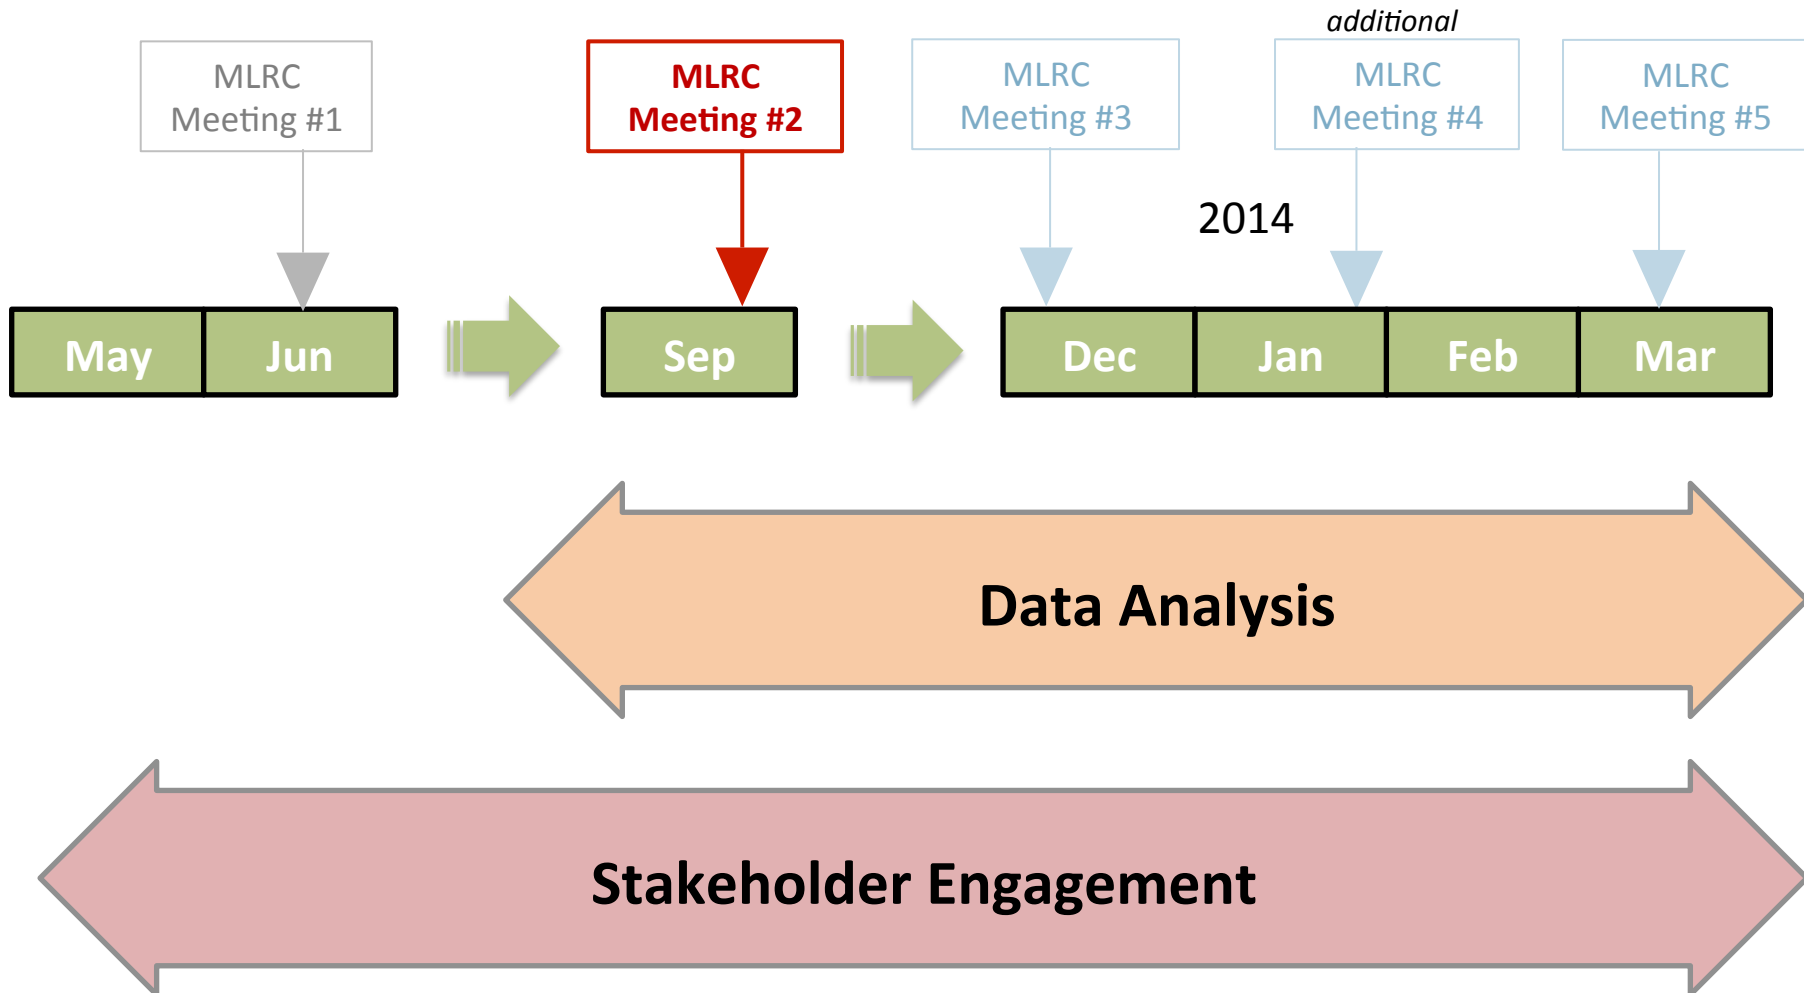 additional
MLRC
Meeting #1
MLRC
Meeting #2
MLRC
Meeting #3
MLRC
Meeting #4
MLRC
Meeting #5
2014
May
Jun
Sep
Dec
Jan
Feb
Mar
Data Analysis
Stakeholder Engagement